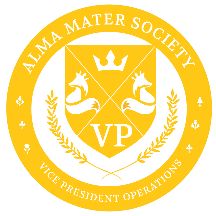 ALMA MATER SOCIETY
VP
VICE PRESIDENT OPERATIONS